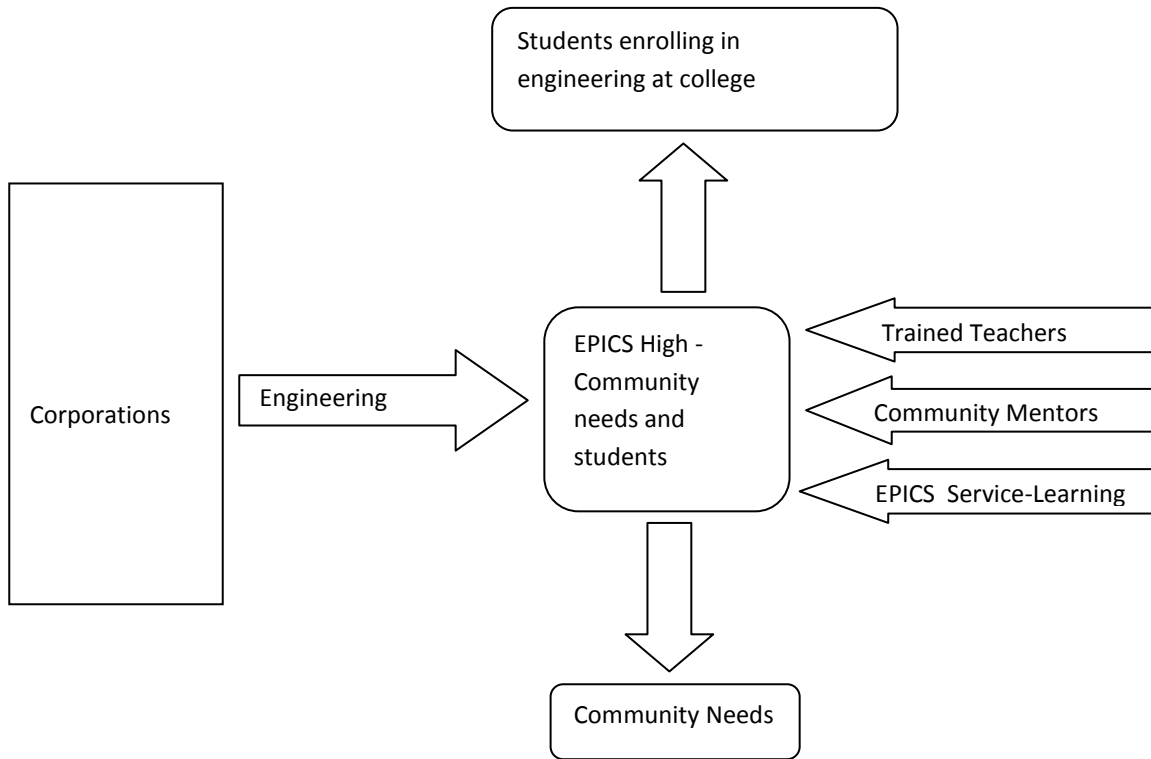 Students enrolling in
engineering at college
Corporations
Engineering
EPICS High -
Community
needs and
students
Trained Teachers
Community Mentors
EPICS Service-Learning
Community Needs